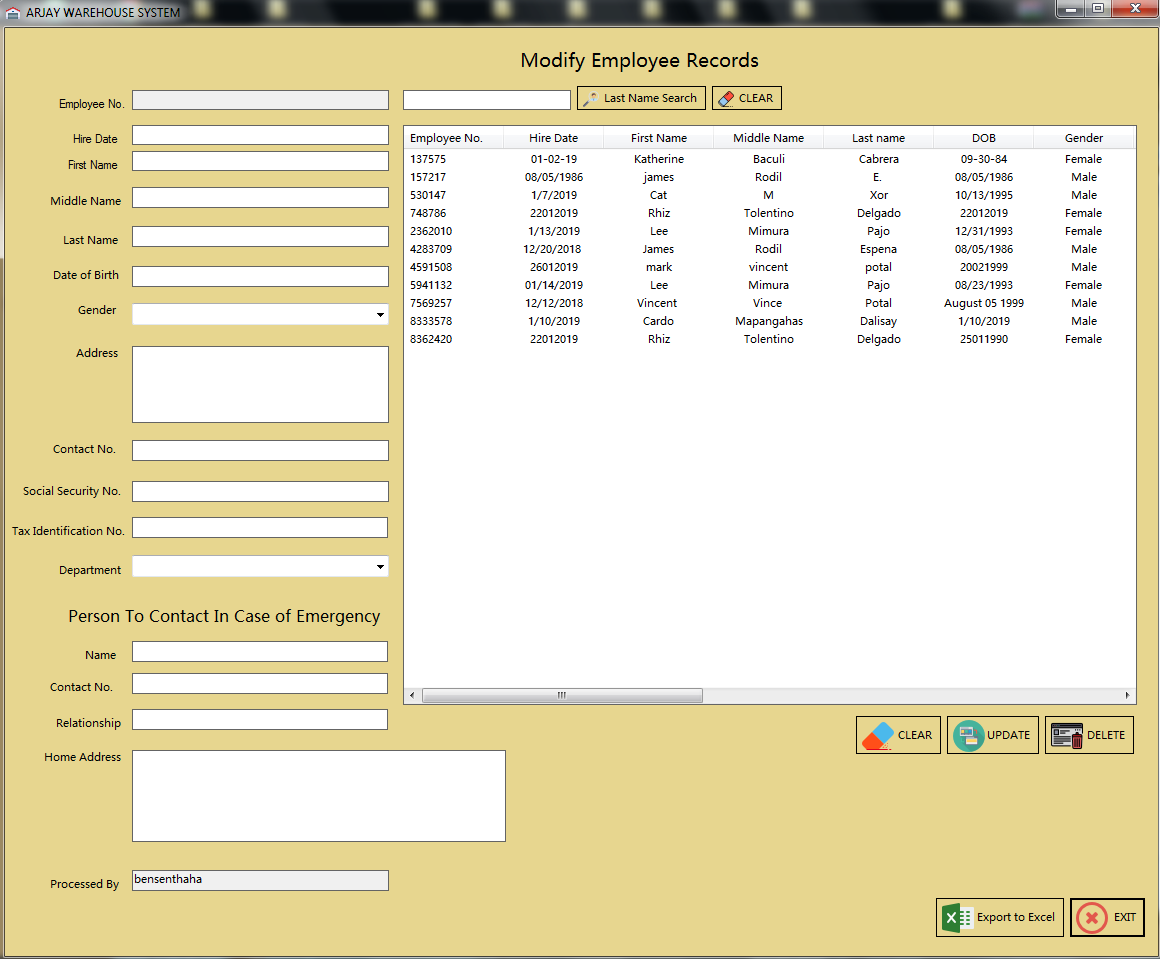 ARJAY WAREHOUSE SYSTEM
Modify Employee Records
Employee No.
Last Name Search
CLEAR
Hire Date
First Name
Middle Name
Last Name
Date of Birth
Gender
Address
Contact No.
Social Security No.
Tax Identification No.
Department
Employee No. Hire Date First Name Middle Name Last name DOB Gender
137575 01-02-19 Katherine Baculi Cabrera 09-30-84 Female
157217 08/05/1986 james Rodil E. 08/05/1986 Male
530147 1/7/2019 Cat M Xor 10/13/1995 Male
748786 22012019 Rhiz Tolentino Delgado 22012019 Female
2362010 1/13/2019 Lee Mimura Pajo 12/31/1993 Female
4283709 12/20/2018 James Rodil Espena 08/05/1986 Male
4591508 26012019 mark vincent potal 20021999 Male
5941132 01/14/2019 Lee Mimura Pajo 08/23/1993 Female
7569257 12/12/2018 Vincent Vince Potal August 05 1999 Male
8333578 1/10/2019 Cardo Mapangahas Dalisay 1/10/2019 Male
8362420 22012019 Rhiz Tolentino Delgado 25011990 Female
Person To Contact In Case of Emergency
Name
Contact No.
Relationship
Home Address
CLEAR
UPDATE
DELETE
Processed By
bensenthaha
Export to Excel
EXIT